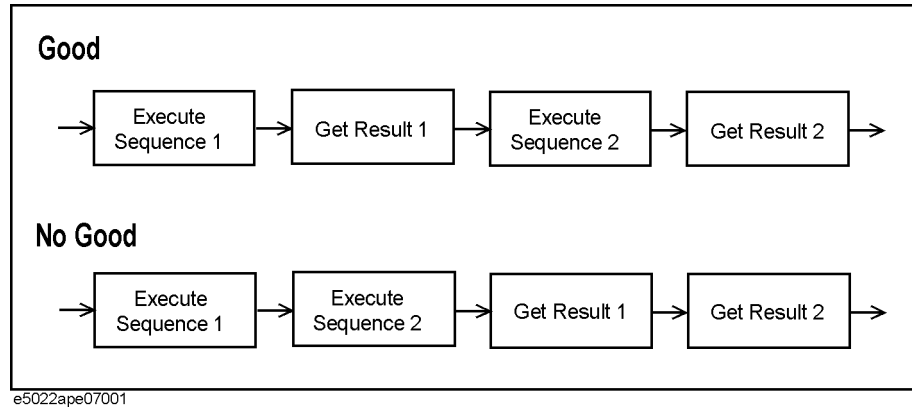 Good
Execute
Sequence 1
Get Result 1
Execute
Sequence 2
Get Result 2
No Good
Execute
Sequence 1
Execute
Sequence 2
Get Result 1
Get Result 2
e5022ape07001